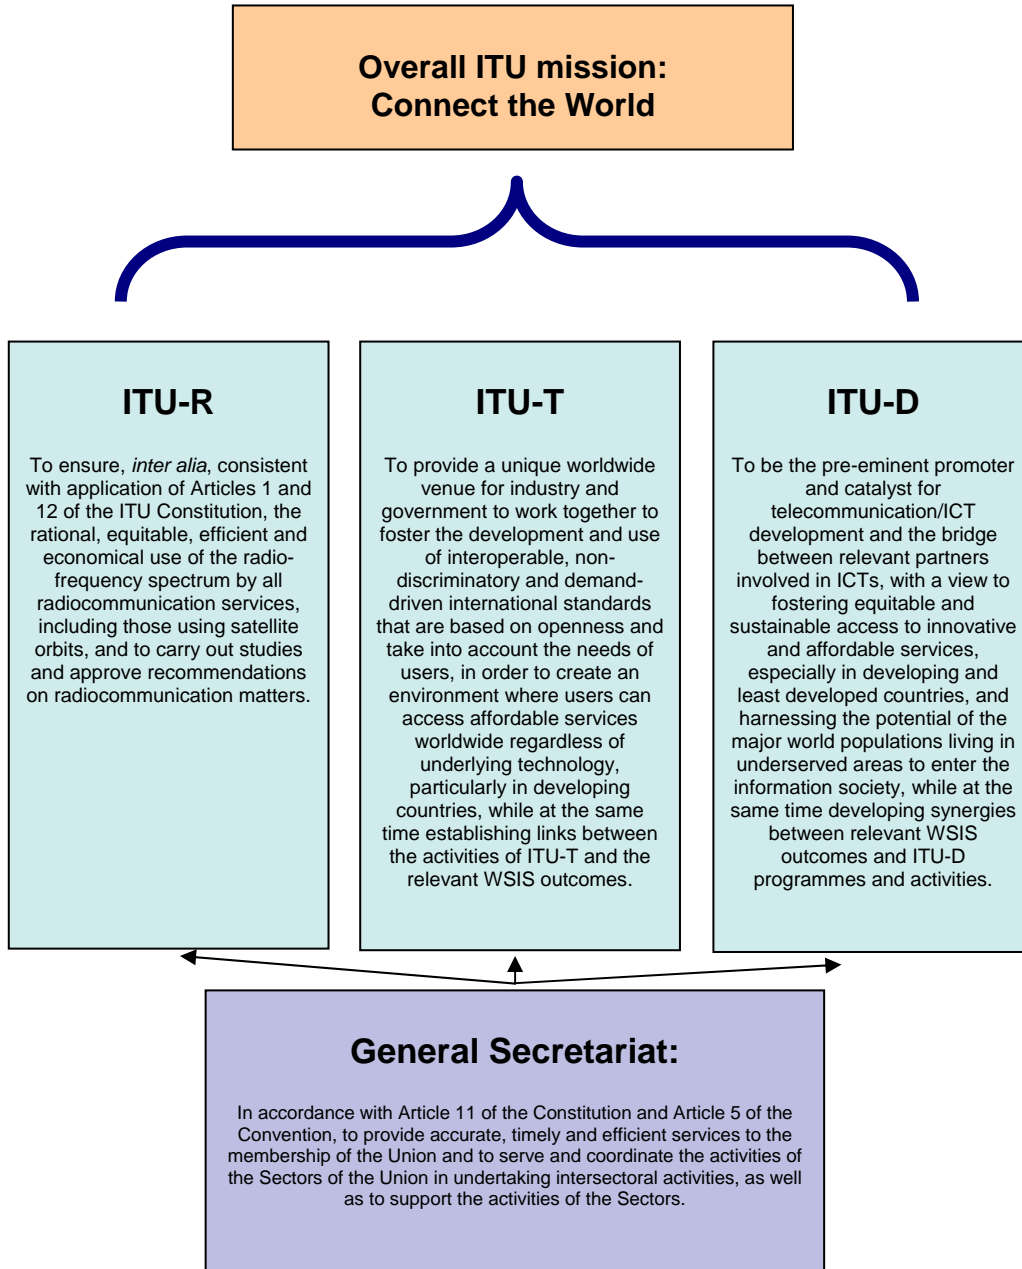 Overall ITU mission:
Connect the World
ITU-R
To ensure, inter alia, consistent
with application of Articles 1 and
12 of the ITU Constitution, the
rational, equitable, efficient and
economical use of the radio-
frequency spectrum by all
radiocommunication services,
including those using satellite
orbits, and to carry out studies
and approve recommendations
on radiocommunication matters.
ITU-T
To provide a unique worldwide
venue for industry and
government to work together to
foster the development and use
of interoperable, non-
discriminatory and demand-
driven international standards
that are based on openness and
take into account the needs of
users, in order to create an
environment where users can
access affordable services
worldwide regardless of
underlying technology,
particularly in developing
countries, while at the same
time establishing links between
the activities of ITU-T and the
relevant WSIS outcomes.
ITU-D
To be the pre-eminent promoter
and catalyst for
telecommunication/ICT
development and the bridge
between relevant partners
involved in ICTs, with a view to
fostering equitable and
sustainable access to innovative
and affordable services,
especially in developing and
least developed countries, and
harnessing the potential of the
major world populations living in
underserved areas to enter the
information society, while at the
same time developing synergies
between relevant WSIS
outcomes and ITU-D
programmes and activities.
General Secretariat:
In accordance with Article 11 of the Constitution and Article 5 of the
Convention, to provide accurate, timely and efficient services to the
membership of the Union and to serve and coordinate the activities of
the Sectors of the Union in undertaking intersectoral activities, as well
as to support the activities of the Sectors.